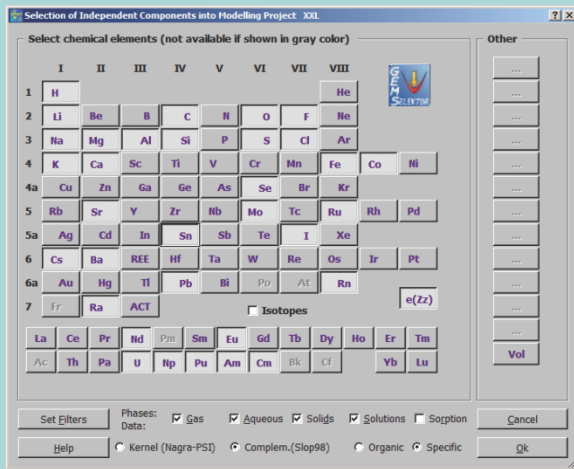 Selection of Independent Components into Modelling Project XXL
Select chemical elements (not available if shown in gray color)
Other
I II III IV V VI VII VIII
GEMS
SELEKTOR
...
1 H He
2 Li Be B C N O F Ne
...
3 Na Mg Al Si P S Cl Ar
...
4 K Ca Sc Ti V Cr Mn Fe Co Ni
...
4a Cu Zn Ga Ge As Se Br Kr
...
5 Rb Sr Y Zr Nb Mo Tc Ru Rh Pd
...
5a Ag Cd In Sn Sb Te I Xe
...
6 Cs Ba REE Hf Ta W Re Os Ir Pt
...
6a Au Hg Tl Pb Bi Po At Rn
...
7 Fr Ra ACT Isotopes e(Zz)
...
...
La Ce Pr Nd Pm Sm Eu Gd Tb Dy Ho Er Tm
...
Ac Th Pa U Np Pu Am Cm Bk Cf Yb Lu
...
Vol
Set Filters
Phases:
Data:
Gas Aqueous Solids Solutions Sorption
Cancel
Help
Kernel (Nagra-PSI) Complem.(Slop98) Organic Specific
Ok